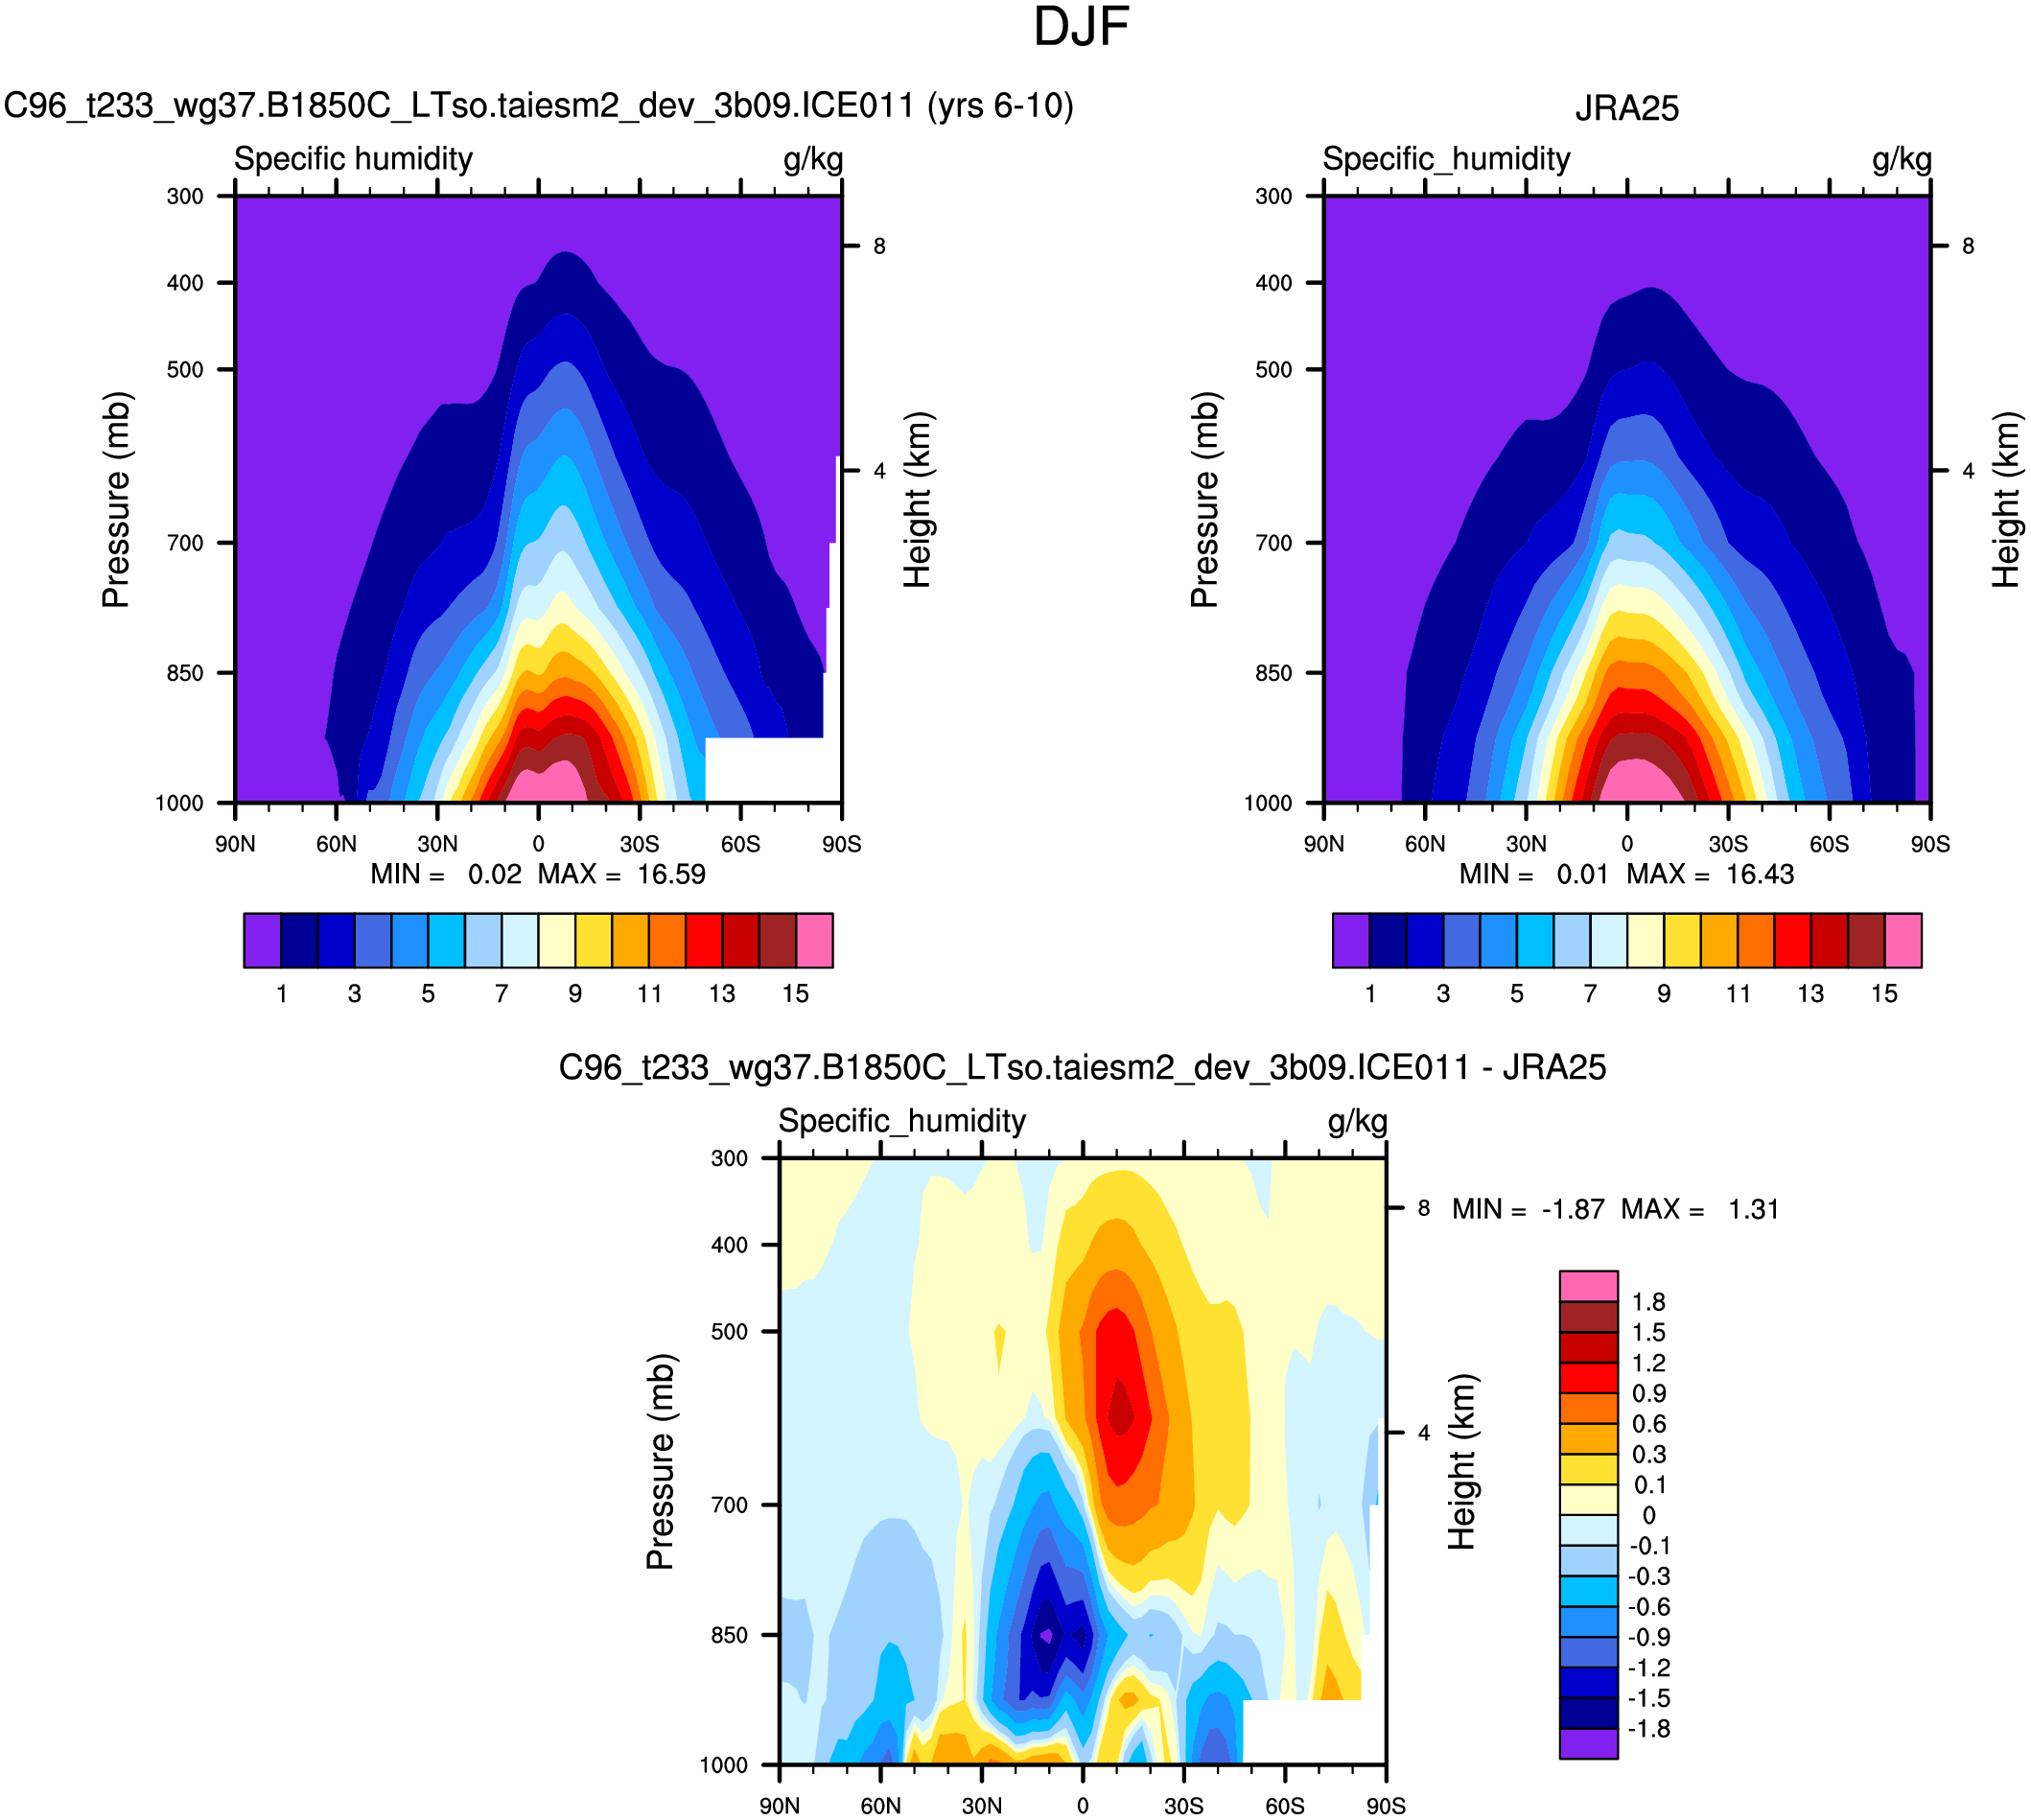 DJF
C96_t233_wg37.B1850C_LTso.taiesm2_dev_3b09.ICE011 (yrs 6-10)
Specific humidity g/kg
300
400
500
700
850
1000
Pressure (mb)
8
4
Height (km)
90N 60N 30N 0 30S 60S 90S
MIN = 0.02 MAX = 16.59
1 3 5 7 9 11 13 15
JRA25
Specific_humidity g/kg
300
400
500
700
850
1000
Pressure (mb)
8
4
Height (km)
90N 60N 30N 0 30S 60S 90S
MIN = 0.01 MAX = 16.43
1 3 5 7 9 11 13 15
C96_t233_wg37.B1850C_LTso.taiesm2_dev_3b09.ICE011 - JRA25
Specific_humidity g/kg
300
400
500
700
850
1000
Pressure (mb)
8
4
Height (km)
90N 60N 30N 0 30S 60S 90S
MIN = -1.87 MAX = 1.31
1.8
1.5
1.2
0.9
0.6
0.3
0.1
0
-0.1
-0.3
-0.6
-0.9
-1.2
-1.5
-1.8